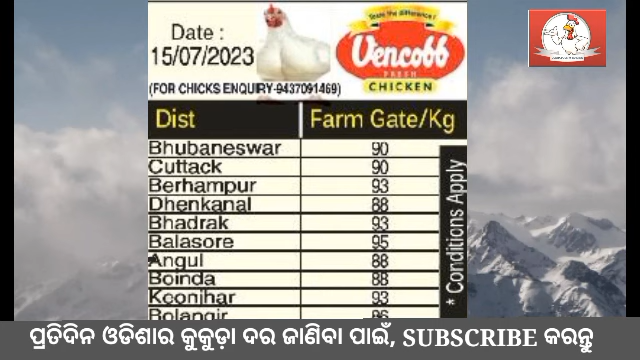 Date :
15/07/2023
Taste the difference!
Vencobb
FRESH
CHICKEN
(FOR CHICKS ENQUIRY-9437091469)
Dist Farm Gate/Kg
Bhubaneswar 90
Cuttack 90
Berhampur 93
Dhenkanal 88
Bhadrak 93
Balasore 95
Angul 88
Boinda 88
Keonjhar 93
Bolangir 86
* Conditions Apply
ପ୍ରତିଦିନ ଓଡିଶାର କୁକୁଡ଼ା ଦର ଜାଣିବା ପାଇଁ, SUBSCRIBE କରନ୍ତୁ